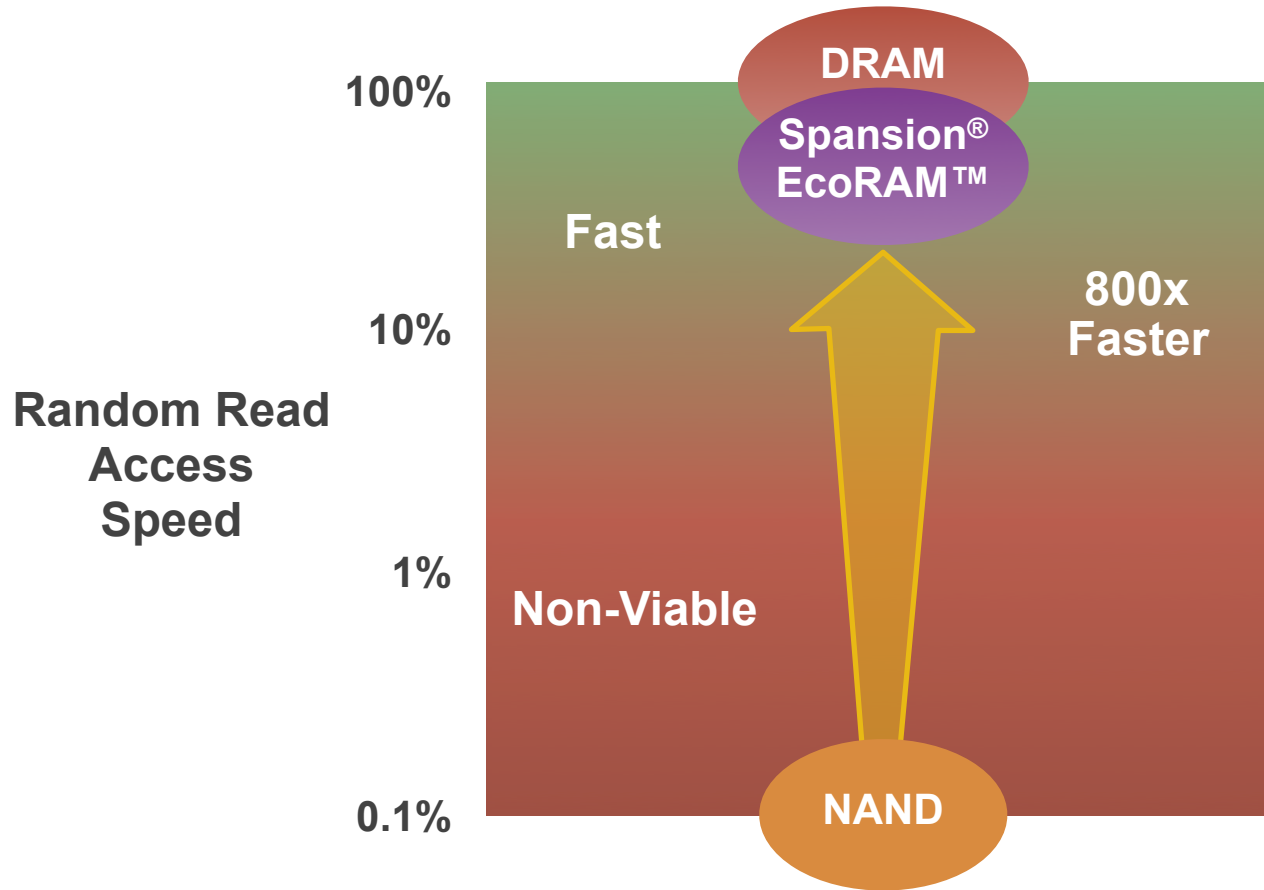 DRAM
100%
Spansion®
EcoRAM™
Fast
800x
Faster
10%
Random Read
Access
Speed
1%
Non-Viable
NAND
0.1%